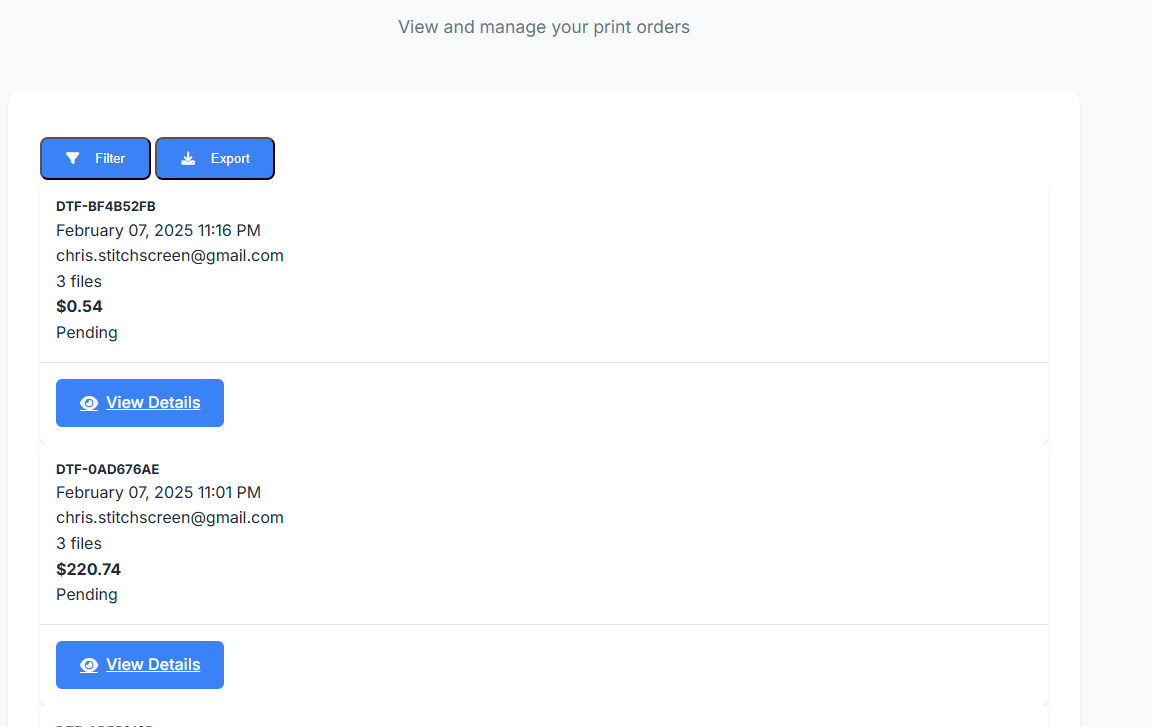 View and manage your print orders
Filter Export
DTF-BF4B52FB
February 07, 2025 11:16 PM
chris.stitchscreen@gmail.com
3 files
$0.54
Pending
View Details
DTF-0AD676AE
February 07, 2025 11:01 PM
chris.stitchscreen@gmail.com
3 files
$220.74
Pending
View Details